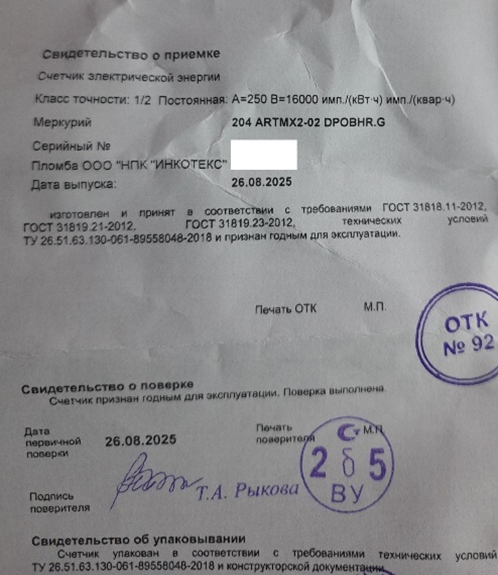 Свидетельство о приемке
Счетчик электрической энергии
Класс точности: 1/2 Постоянная: А=250 В=16000 имп./(кВт·ч) имп./(квар·ч)
Меркурий 204 ARTMX2-02 DPOBHR.G
Серийный №
Пломба ООО "НПК "ИНКОТЕКС"
Дата выпуска: 26.08.2025
изготовлен и принят в соответствии с требованиями ГОСТ 31818.11-2012,
ГОСТ 31819.21-2012, ГОСТ 31819.23-2012, технических условий
ТУ 26.51.63.130-061-89558048-2018 и признан годным для эксплуатации.
Печать ОТК М.П.
ОТК
№ 92
Свидетельство о поверке
Счетчик признан годным для эксплуатации. Поверка выполнена.
Дата
первичной
поверки
26.08.2025
Печать
поверителя
М.П.
2 б 5
ВУ
Подпись
поверителя
Т.А. Рыкова
Свидетельство об упаковывании
Счетчик упакован в соответствии с требованиями технических условий
ТУ 26.51.63.130-061-89558048-2018 и конструкторской документации.